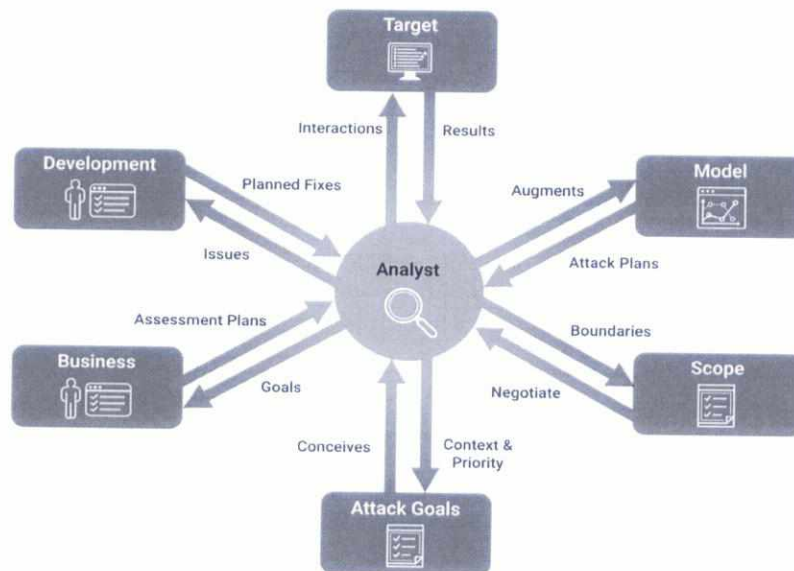 Target
Interactions
Results
Development
Planned Fixes
Issues
Augments
Model
Attack Plans
Analyst
Assessment Plans
Boundaries
Business
Goals
Negotiate
Scope
Conceives
Context &
Priority
Attack Goals